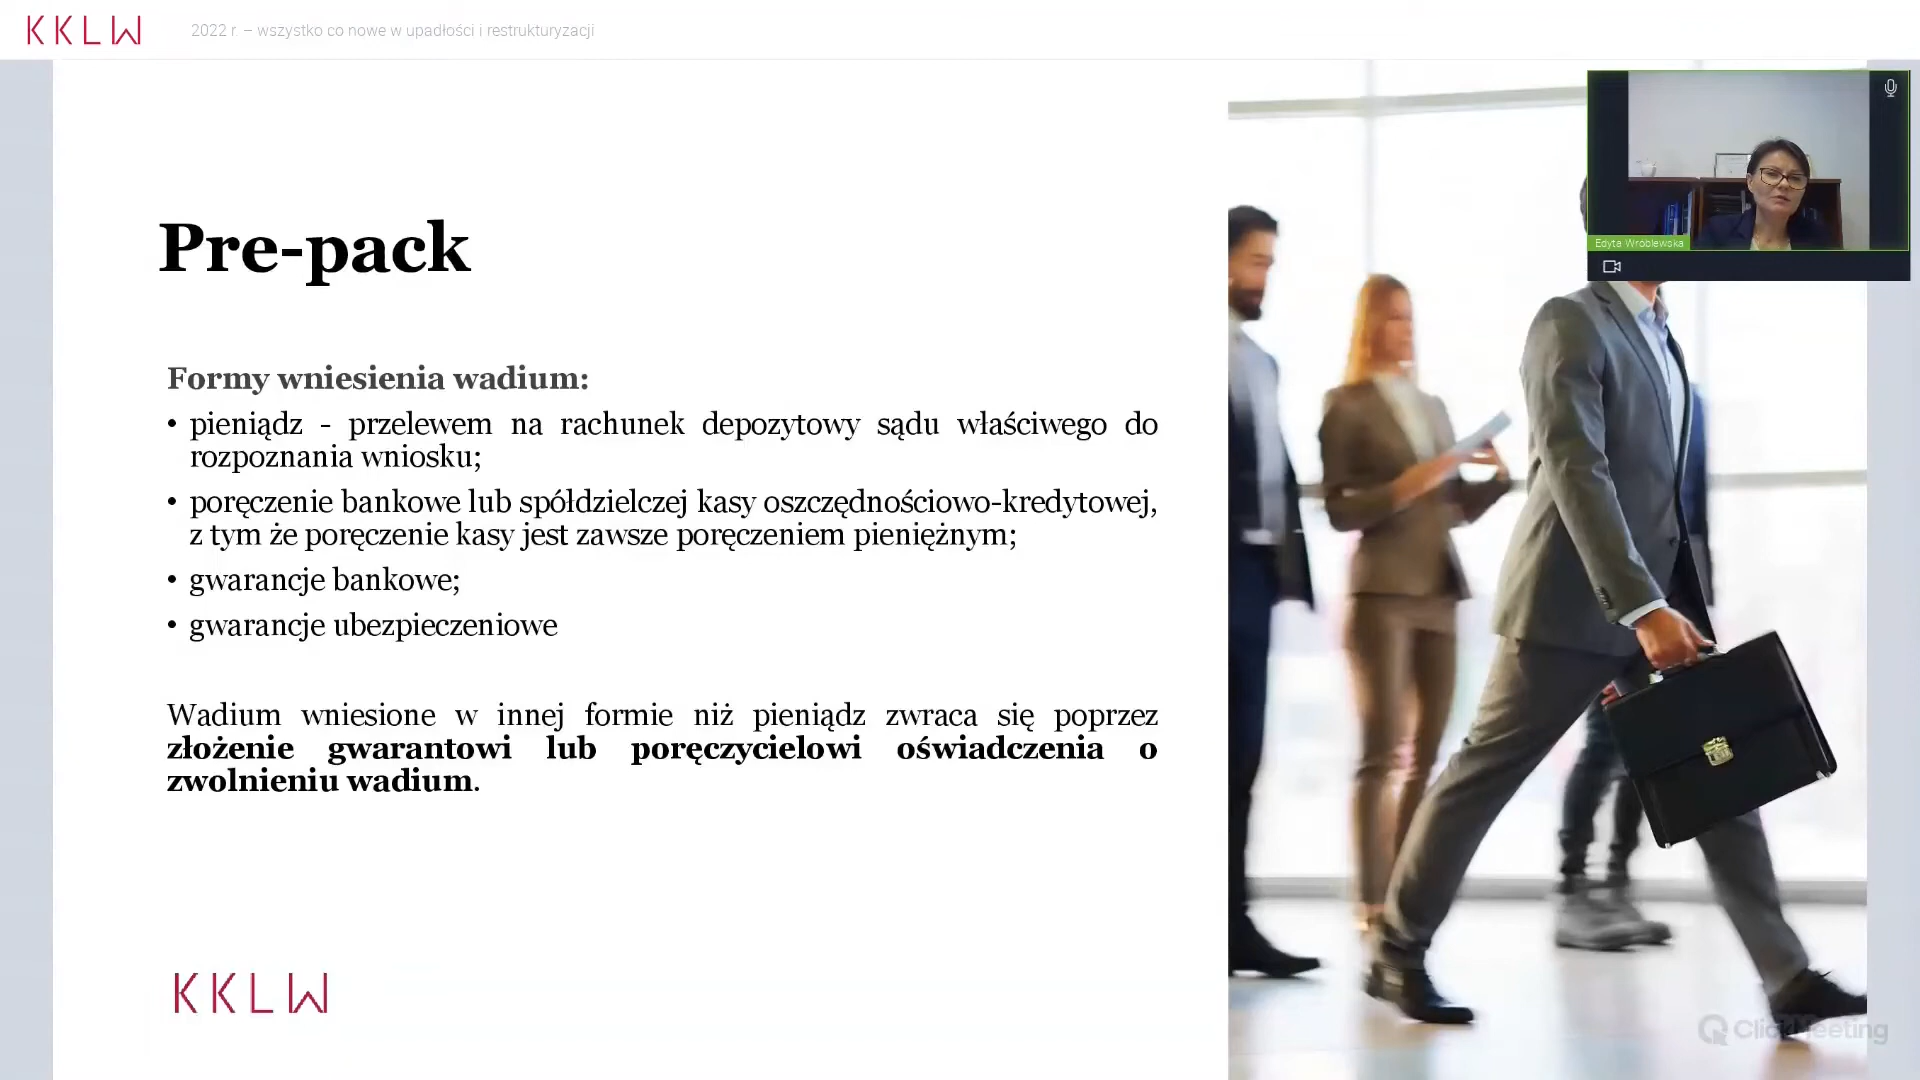 KKLW
2022 r. – wszystko co nowe w upadłości i restrukturyzacji
Edyta Wroblewska
Pre-pack
Formy wniesienia wadium:
• pieniądz - przelewem na rachunek depozytowy sądu właściwego do
rozpoznania wniosku;
• poręczenie bankowe lub spółdzielczej kasy oszczędnościowo-kredytowej,
z tym że poręczenie kasy jest zawsze poręczeniem pieniężnym;
• gwarancje bankowe;
• gwarancje ubezpieczeniowe
Wadium wniesione w innej formie niż pieniądz zwraca się poprzez
złożenie gwarantowi lub poręczycielowi oświadczenia o
zwolnieniu wadium.
KKLW
ClickMeeting